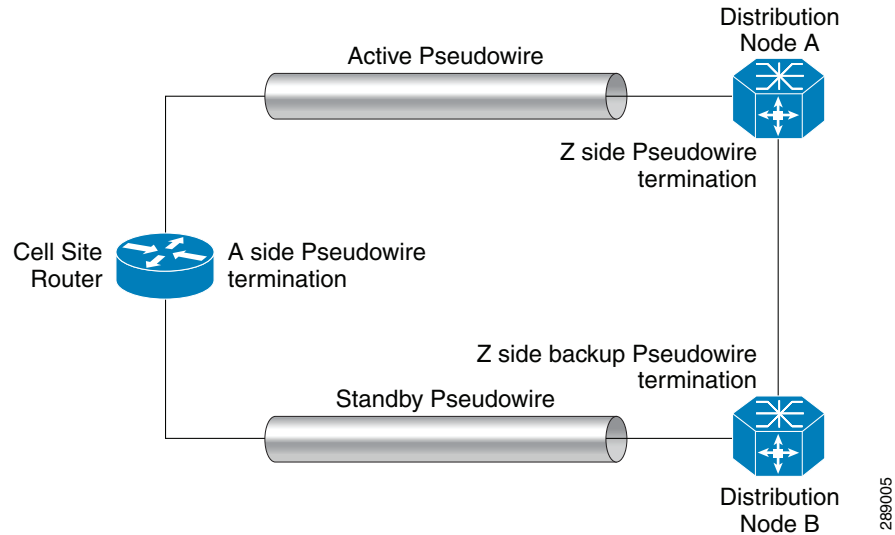 Distribution
Node A
Active Pseudowire
Z side Pseudowire
termination
Cell Site
Router
A side Pseudowire
termination
Z side backup Pseudowire
termination
Standby Pseudowire
Distribution
Node B
289005